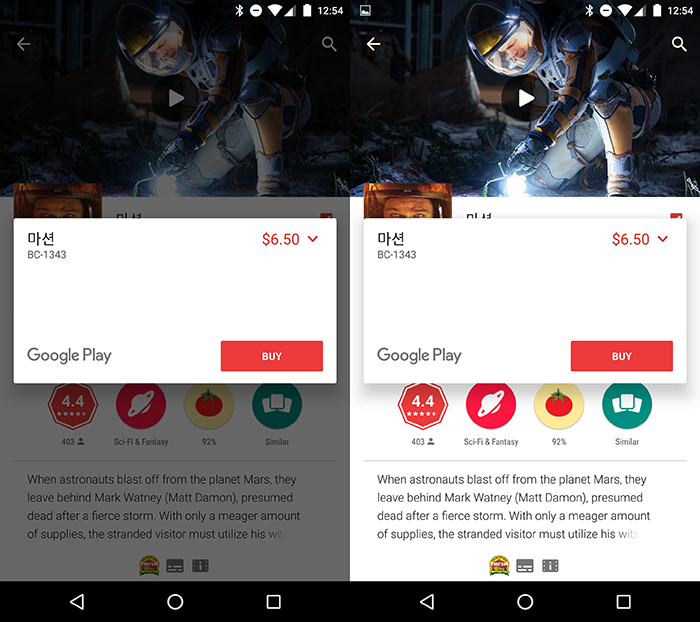 12:54
마션
마션
$6.50
BC-1343
Google Play
BUY
4.4
403
Sci-Fi & Fantasy
92%
Similar
When astronauts blast off from the planet Mars, they
leave behind Mark Watney (Matt Damon), presumed
dead after a fierce storm. With only a meager amount
of supplies, the stranded visitor must utilize his wits
12:54
마션
마션
$6.50
BC-1343
Google Play
BUY
4.4
403
Sci-Fi & Fantasy
92%
Similar
When astronauts blast off from the planet Mars, they
leave behind Mark Watney (Matt Damon), presumed
dead after a fierce storm. With only a meager amount
of supplies, the stranded visitor must utilize his wits